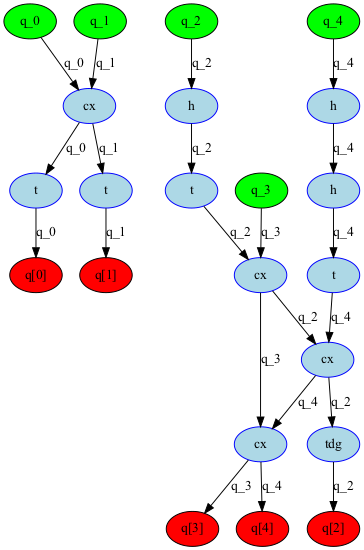 q_0 q_1 q_2 q_4
q_0 q_1 q_2 q_4
cx h h
q_0 q_1 q_2 q_4
t t t q_3 h
q_0 q_1 q_2 q_3 q_4
q[0] q[1] cx t
q_2 q_4
q_3 cx
q_4 q_2
cx tdg
q_3 q_4 q_2
q[3] q[4] q[2]